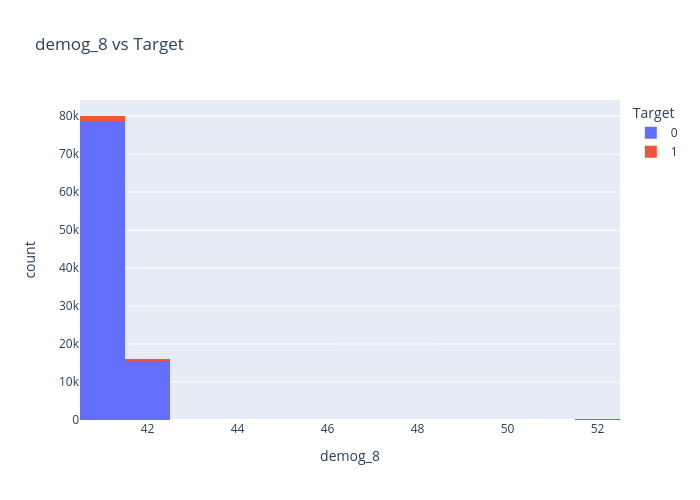 demog_8 vs Target
Target
0
1
count
80k
70k
60k
50k
40k
30k
20k
10k
0
42
44
46
48
50
52
demog_8